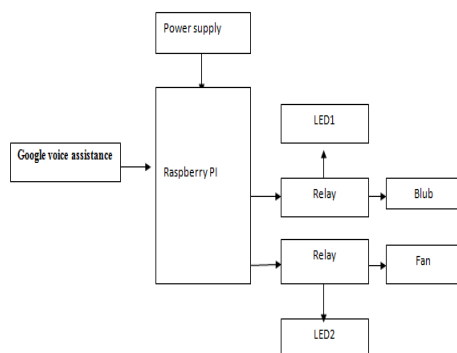 Power supply
LED1
Google voice assistance
Raspberry PI
Relay
Blub
Relay
Fan
LED2